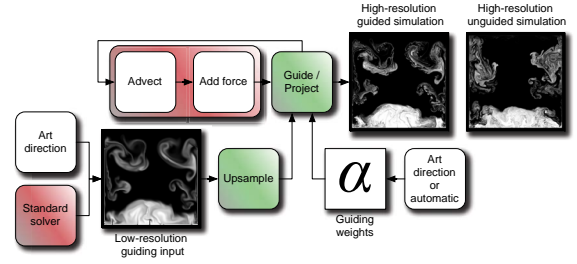 High-resolution
guided simulation
High-resolution
unguided simulation
Advect
Add force
Guide /
Project
Art
direction
Standard
solver
Upsample
α
Art
direction
or
automatic
Low-resolution
guiding input
Guiding
weights